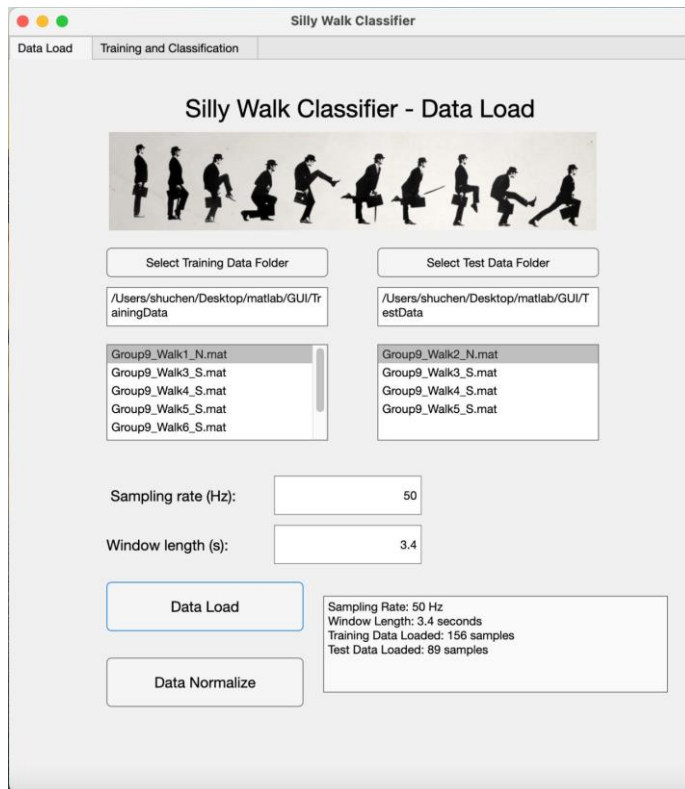 Silly Walk Classifier
Data Load
Training and Classification
Silly Walk Classifier - Data Load
Select Training Data Folder
Select Test Data Folder
/Users/shuchen/Desktop/matlab/GUI/Tr
ainingData
/Users/shuchen/Desktop/matlab/GUI/T
estData
Group9_Walk1_N.mat
Group9_Walk3_S.mat
Group9_Walk4_S.mat
Group9_Walk5_S.mat
Group9_Walk6_S.mat
Group9_Walk2_N.mat
Group9_Walk3_S.mat
Group9_Walk4_S.mat
Group9_Walk5_S.mat
Sampling rate (Hz):
50
Window length (s):
3.4
Data Load
Sampling Rate: 50 Hz
Window Length: 3.4 seconds
Training Data Loaded: 156 samples
Test Data Loaded: 89 samples
Data Normalize